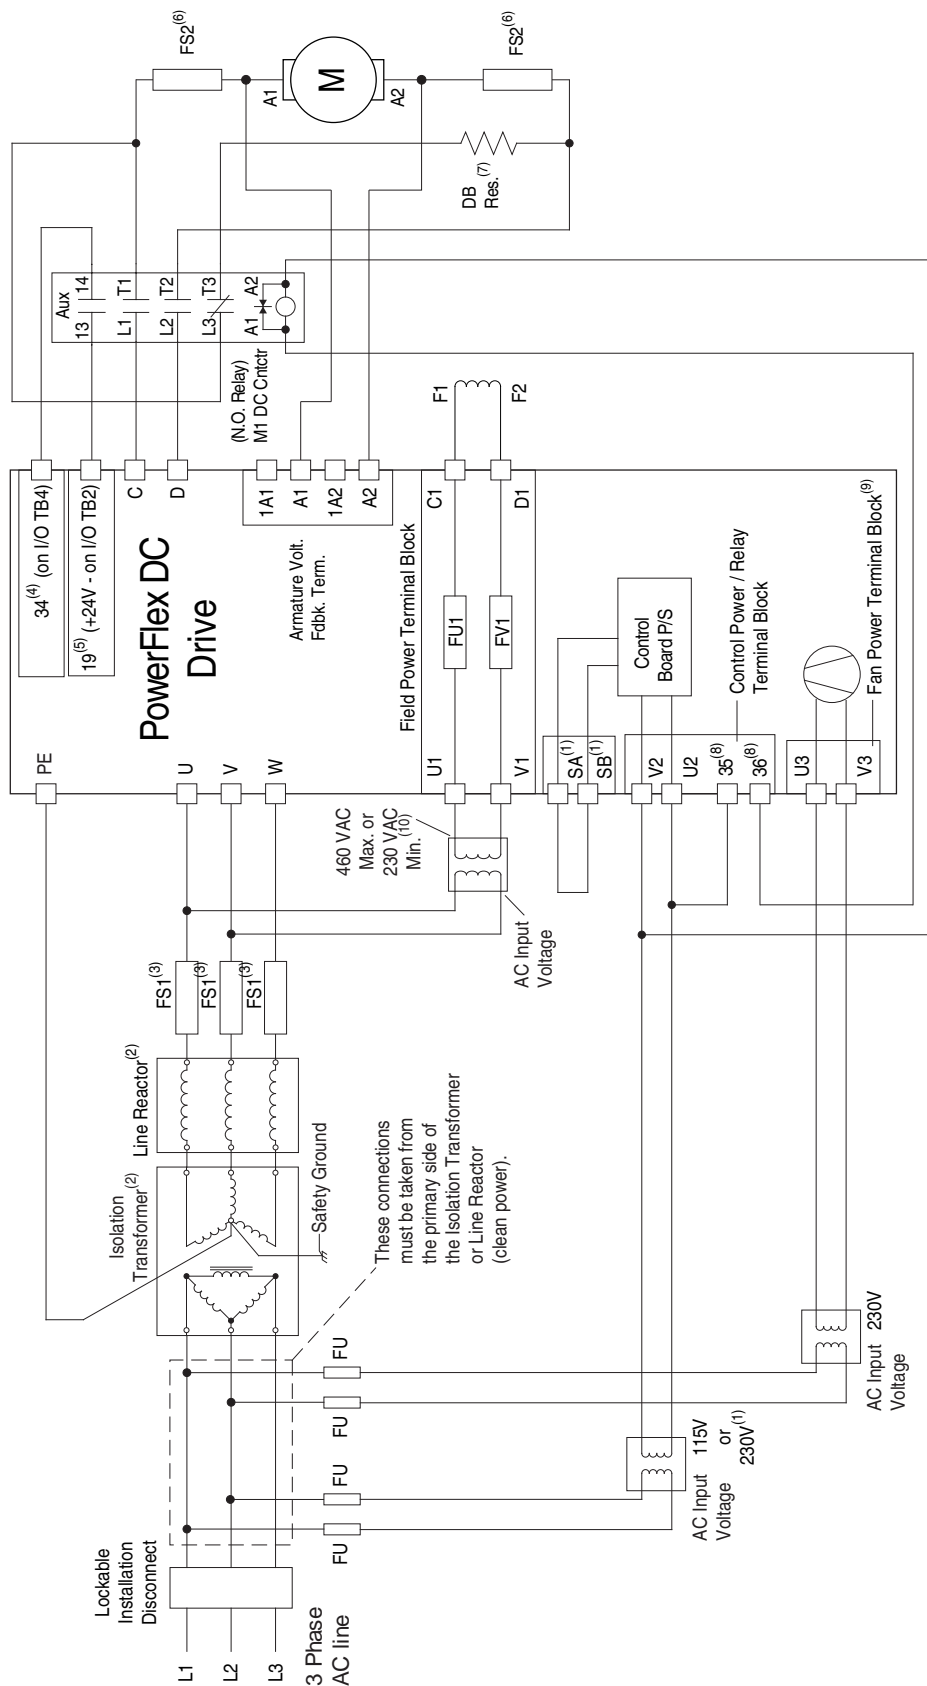 Lockable
Installation
Disconnect
L1
L2
L3
3 Phase
AC line
Isolation
Transformer(2)
Line Reactor(2)
Safety Ground
FS1(3)
FS1(3)
FS1(3)
These connections
must be taken from
the primary side of
the Isolation Transformer
or Line Reactor
(clean power).
FU
FU
FU
FU
AC Input
Voltage
115V
or
230V(1)
AC Input
Voltage
230V
AC Input
Voltage
460 VAC
Max. or
230 VAC
Min.(10)
PE
U
V
W
PowerFlex DC
Drive
34(4) (on I/O TB4)
19(5) (+24V - on I/O TB2)
C
D
Armature Volt.
Fdbk. Term.
1A1
A1
1A2
A2
Field Power Terminal Block
U1
V1
FU1
FV1
C1
D1
F1
F2
SA(1)
SB(1)
V2
U2
35(8)
36(8)
Control
Board P/S
Control Power / Relay
Terminal Block
U3
V3
Fan Power Terminal Block(9)
(N.O. Relay)
M1 DC Cntctr
Aux
13
14
L1
T1
L2
T2
L3
T3
A1
A2
DB
Res.(7)
FS2(6)
A1
M
A2
FS2(6)